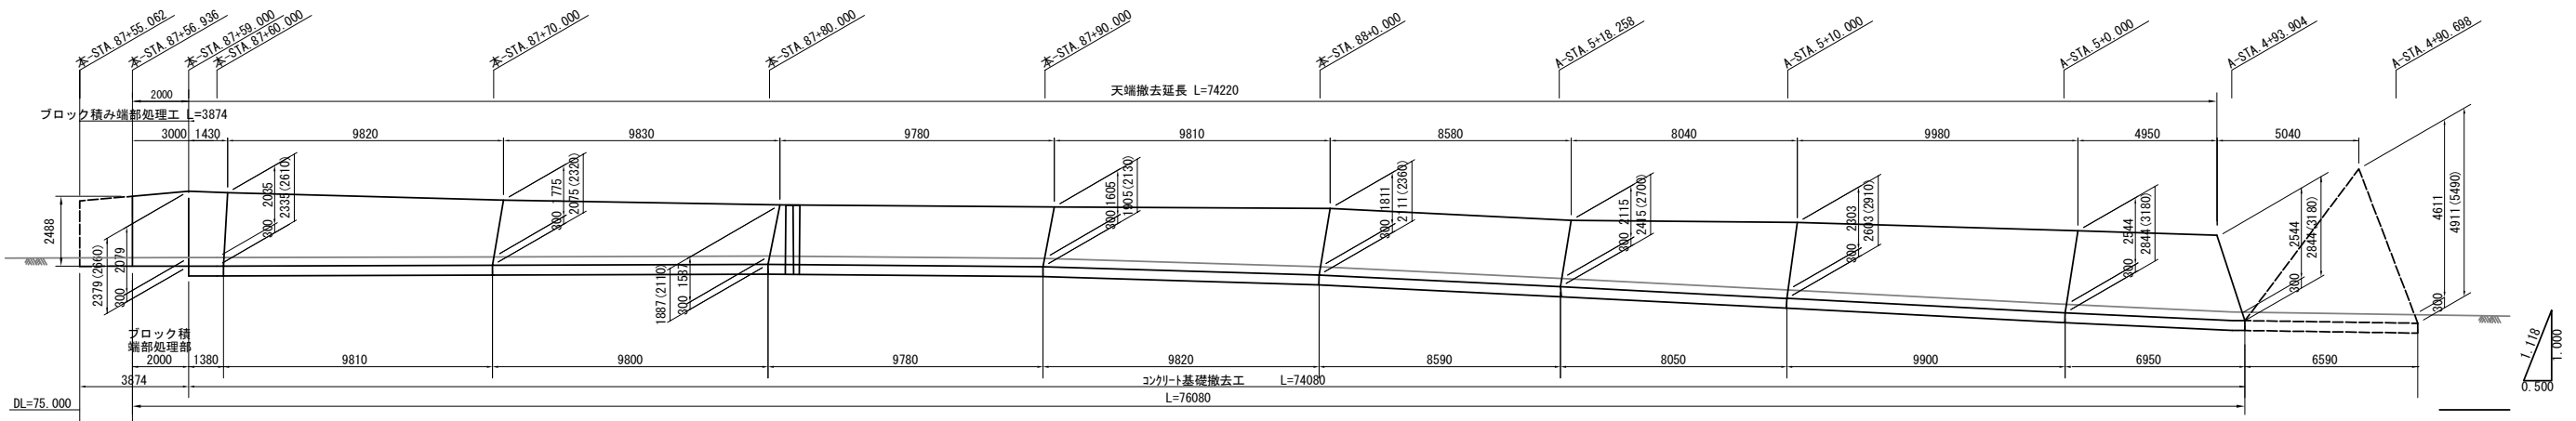 本-STA.87+55.062
本-STA.87+56.936
本-STA.87+59.000
本-STA.87+60.000
本-STA.87+70.000
本-STA.87+80.000
本-STA.87+90.000
本-STA.88+0.000
A-STA.5+18.258
A-STA.5+10.000
A-STA.5+0.000
A-STA.4+93.904
A-STA.4+90.698
2000
天端撤去延長 L=74220
ブロック積み端部処理工 L=3874
3000 1430 9820 9830 9780 9810 8580 8040 9980 4950 5040
2488
2379(2660)
300 2079
300 2035
2335(2610)
300 1775
2075(2320)
1887(2110)
300 1587
300 1605
1905(2130)
300 1811
2111(2360)
300 2115
2415(2700)
300 2303
2603(2910)
300 2544
2844(3180)
300 2544
2844(3180)
300 4611
4911(5490)
ブロック積
端部処理部
2000 1380 9810 9800 9780 9820 8590 8050 9900 6950 6590
3874
コンクリート基礎撤去工 L=74080
DL=75.000
L=76080
1.118
1.000
0.500